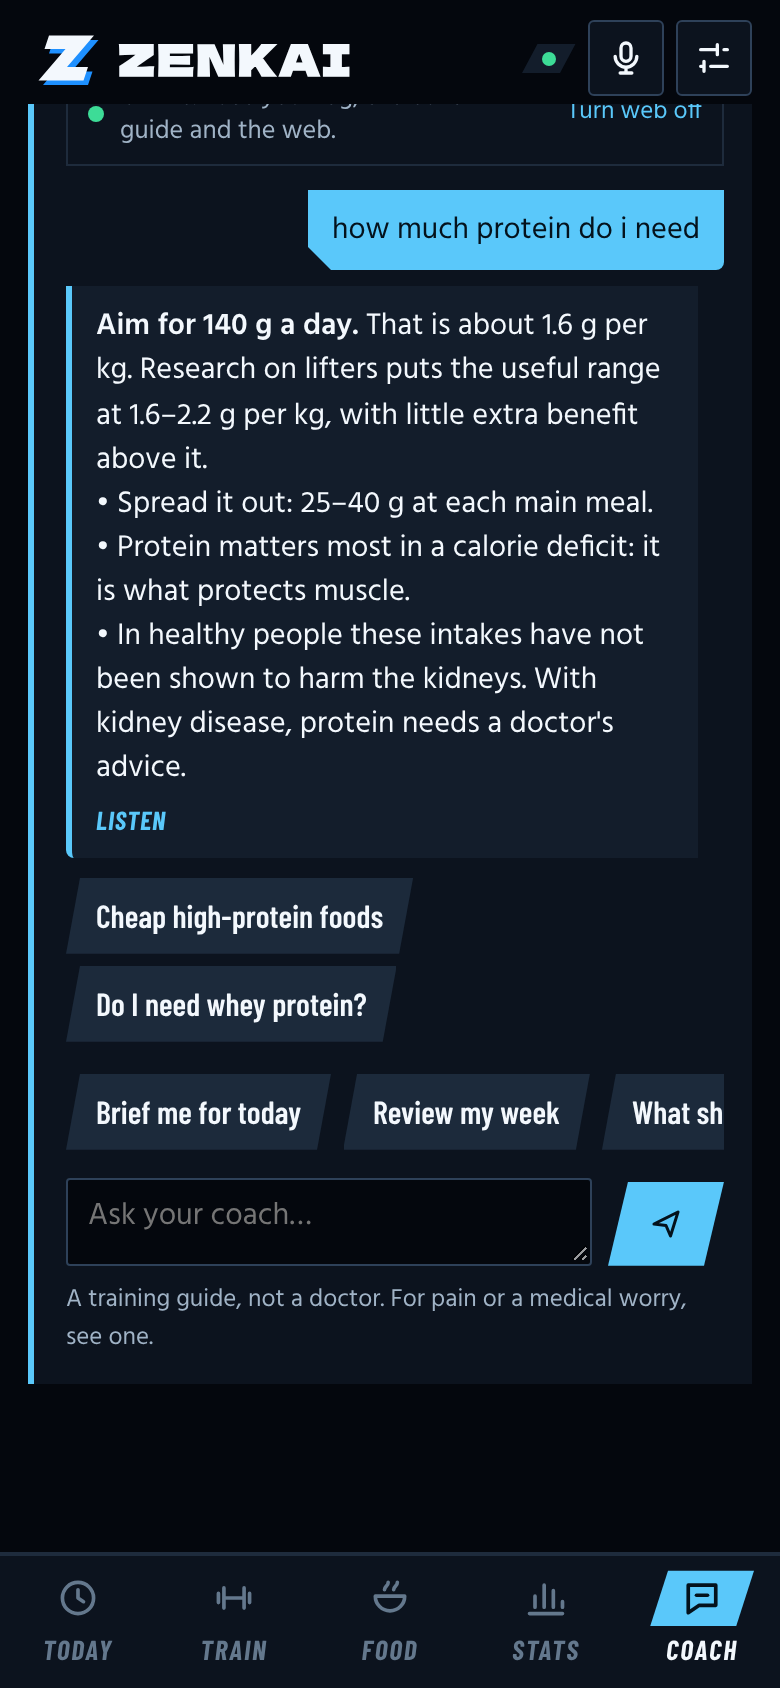 ZENKAI
guide and the web.
Turn web off
how much protein do i need
Aim for 140 g a day. That is about 1.6 g per
kg. Research on lifters puts the useful range
at 1.6–2.2 g per kg, with little extra benefit
above it.
• Spread it out: 25–40 g at each main meal.
• Protein matters most in a calorie deficit: it
is what protects muscle.
• In healthy people these intakes have not
been shown to harm the kidneys. With
kidney disease, protein needs a doctor's
advice.
LISTEN
Cheap high-protein foods
Do I need whey protein?
Brief me for today
Review my week
What sh
Ask your coach...
A training guide, not a doctor. For pain or a medical worry,
see one.
TODAY
TRAIN
FOOD
STATS
COACH